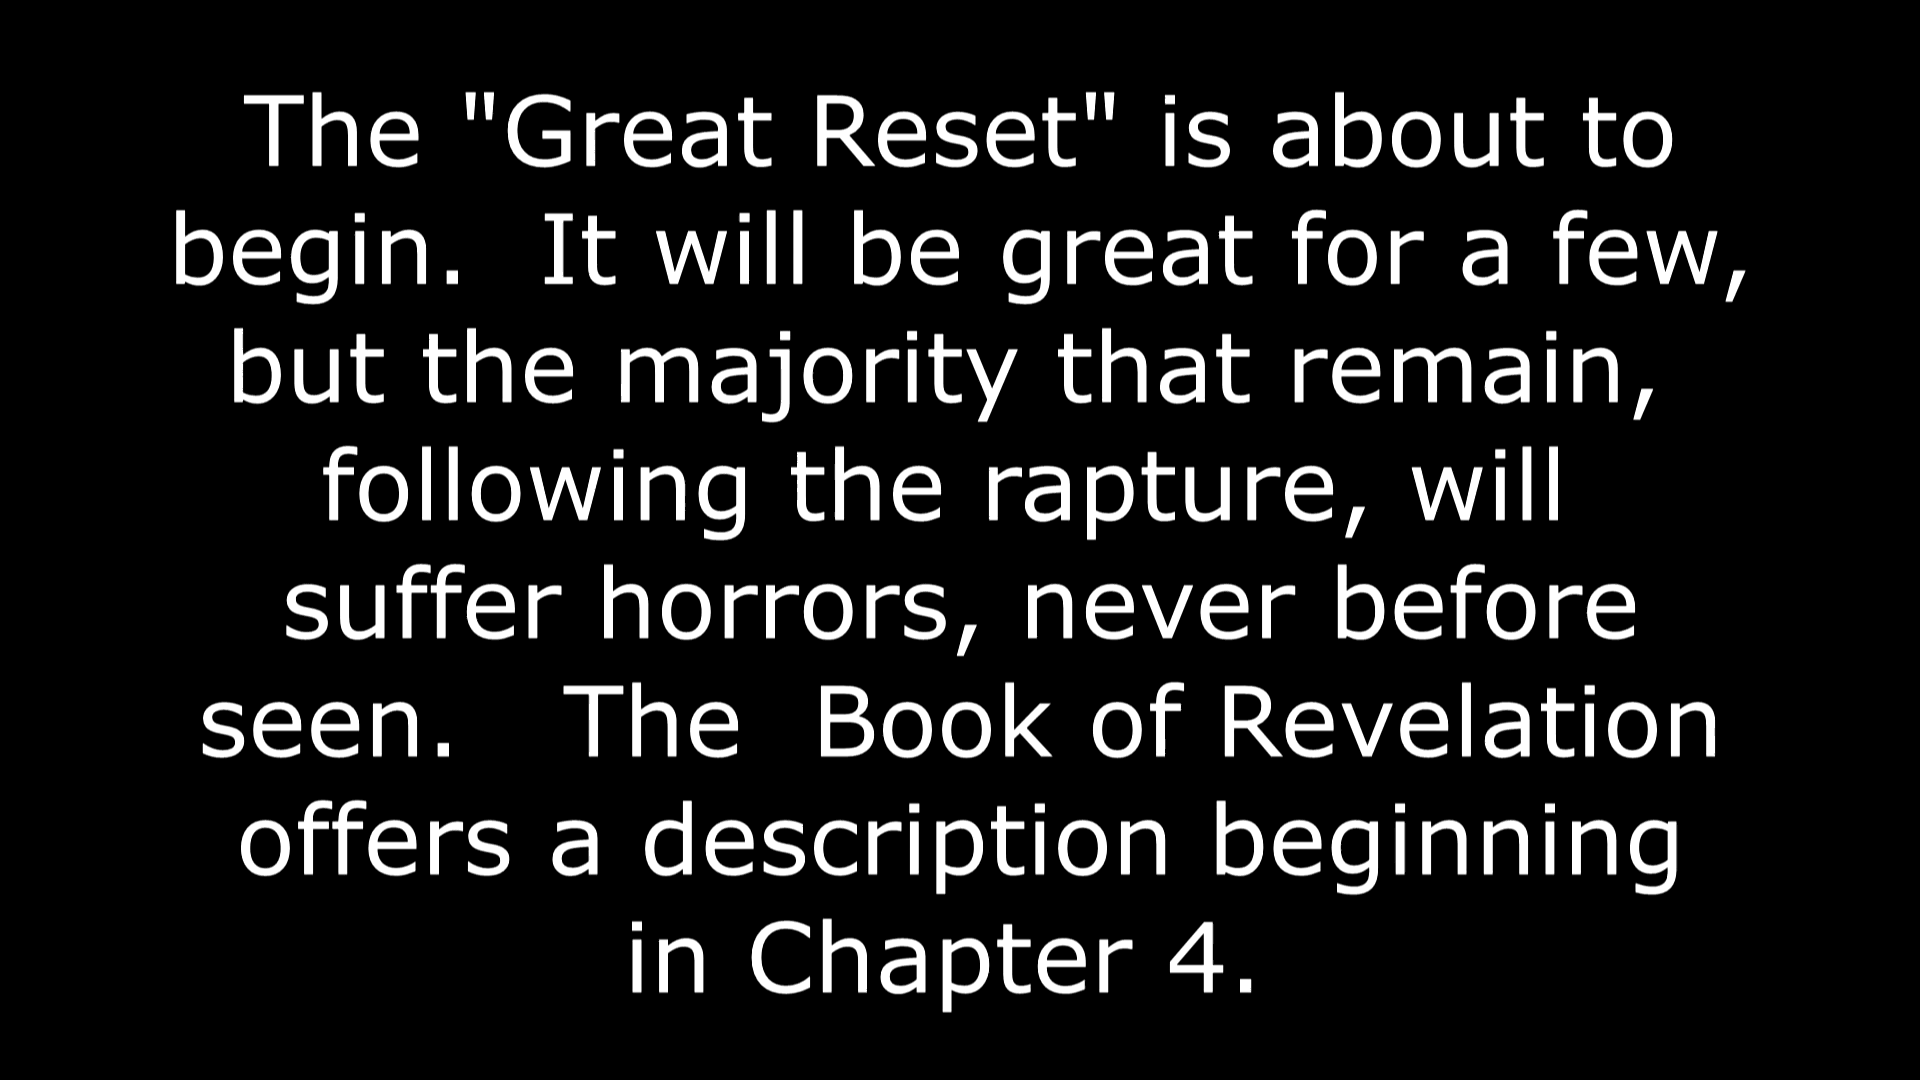 The "Great Reset" is about to
begin.  It will be great for a few,
but the majority that remain,
following the rapture, will
suffer horrors, never before
seen.   The  Book of Revelation
offers a description beginning
in Chapter 4.